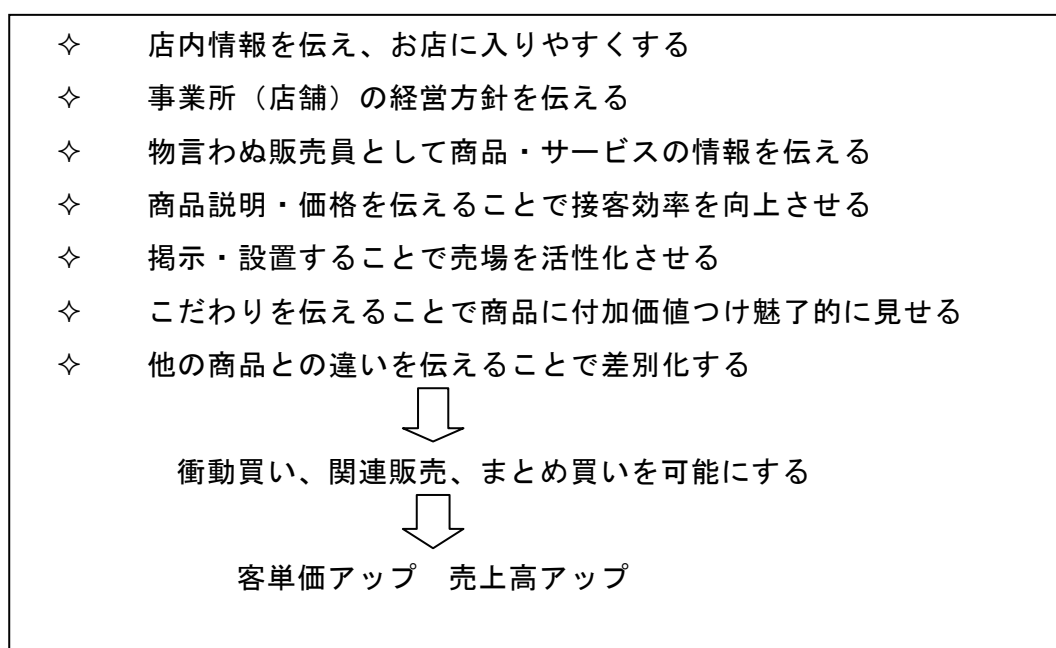 ✧ 店内情報を伝え、お店に入りやすくする
✧ 事業所（店舗）の経営方針を伝える
✧ 物言わぬ販売員として商品・サービスの情報を伝える
✧ 商品説明・価格を伝えることで接客効率を向上させる
✧ 掲示・設置することで売場を活性化させる
✧ こだわりを伝えることで商品に付加価値つけ魅了的に見せる
✧ 他の商品との違いを伝えることで差別化する
衝動買い、関連販売、まとめ買いを可能にする
客単価アップ　売上高アップ